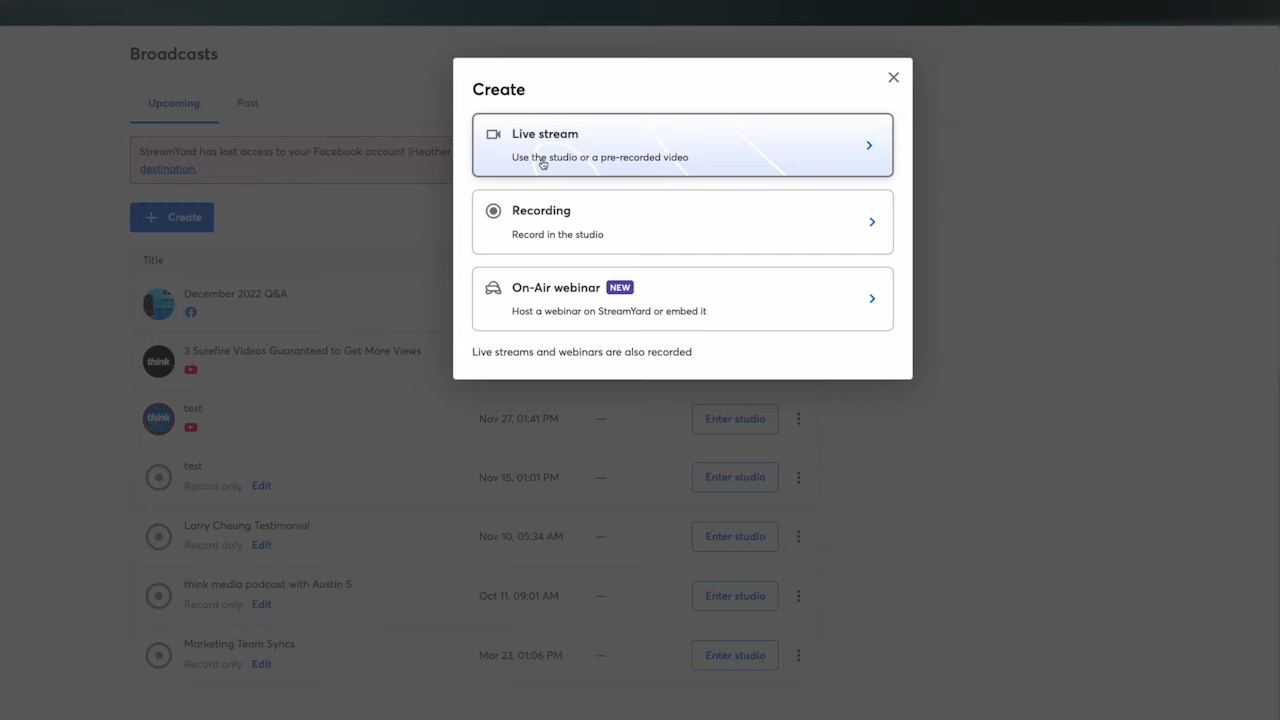 Broadcasts
Upcoming
Past
StreamYard has lost access to your Facebook account (Heather
destination.
Create
Title
December 2022 Q&A
think
3 Surefire Videos Guaranteed to Get More Views
think
test
Nov 27, 01:41 PM
—
Enter studio
test
Record only Edit
Nov 15, 01:01 PM
—
Enter studio
Larry Cheung Testimonial
Record only Edit
Nov 10, 05:34 AM
—
Enter studio
think media podcast with Austin S
Record only Edit
Oct 11, 09:01 AM
—
Enter studio
Marketing Team Syncs
Record only Edit
Mar 23, 01:06 PM
—
Enter studio
Create
Live stream
Use the studio or a pre-recorded video
Recording
Record in the studio
On-Air webinar NEW
Host a webinar on StreamYard or embed it
Live streams and webinars are also recorded